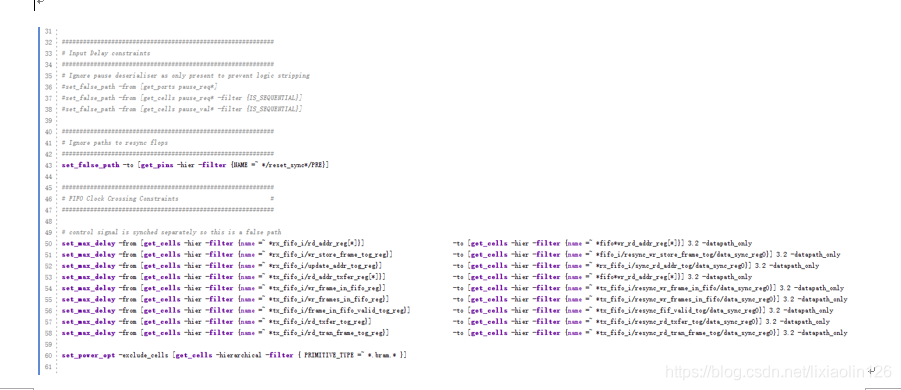 31
32 ############################################################
33 # Input Delay constraints
34 ############################################################
35 # Ignore pause deserialiser as only present to prevent logic stripping
36 #set_false_path -from [get_ports pause_req*]
37 #set_false_path -from [get_cells pause_req* -filter {IS_SEQUENTIAL}]
38 #set_false_path -from [get_cells pause_val* -filter {IS_SEQUENTIAL}]
39
40 ############################################################
41 # Ignore paths to resync flops
42 ############################################################
43 set_false_path -to [get_pins -hier -filter {NAME =~ */reset_sync*/PRE}]
44
45 ############################################################
46 # FIFO Clock Crossing Constraints #
47 ############################################################
48
49 # control signal is synched separately so this is a false path
50 set_max_delay -from [get_cells -hier -filter {name =~ *rx_fifo_i/rd_addr_reg[*]}] -to [get_cells -hier -filter {name =~ *fifo*wr_rd_addr_reg[*]}] 3.2 -datapath_only
51 set_max_delay -from [get_cells -hier -filter {name =~ *rx_fifo_i/wr_store_frame_tog_reg}] -to [get_cells -hier -filter {name =~ *fifo_i/resync_wr_store_frame_tog/data_sync_reg0}] 3.2 -datapath_only
52 set_max_delay -from [get_cells -hier -filter {name =~ *rx_fifo_i/update_addr_tog_reg}] -to [get_cells -hier -filter {name =~ *rx_fifo_i/sync_rd_addr_tog/data_sync_reg0}] 3.2 -datapath_only
53 set_max_delay -from [get_cells -hier -filter {name =~ *tx_fifo_i/rd_addr_txfer_reg[*]}] -to [get_cells -hier -filter {name =~ *fifo*wr_rd_addr_reg[*]}] 3.2 -datapath_only
54 set_max_delay -from [get_cells -hier -filter {name =~ *tx_fifo_i/wr_frame_in_fifo_reg}] -to [get_cells -hier -filter {name =~ *tx_fifo_i/resync_wr_frame_in_fifo/data_sync_reg0}] 3.2 -datapath_only
55 set_max_delay -from [get_cells -hier -filter {name =~ *tx_fifo_i/wr_frames_in_fifo_reg}] -to [get_cells -hier -filter {name =~ *tx_fifo_i/resync_wr_frames_in_fifo/data_sync_reg0}] 3.2 -datapath_only
56 set_max_delay -from [get_cells -hier -filter {name =~ *tx_fifo_i/frame_in_fifo_valid_tog_reg}] -to [get_cells -hier -filter {name =~ *tx_fifo_i/resync_fif_valid_tog/data_sync_reg0}] 3.2 -datapath_only
57 set_max_delay -from [get_cells -hier -filter {name =~ *tx_fifo_i/rd_txfer_tog_reg}] -to [get_cells -hier -filter {name =~ *tx_fifo_i/resync_rd_txfer_tog/data_sync_reg0}] 3.2 -datapath_only
58 set_max_delay -from [get_cells -hier -filter {name =~ *tx_fifo_i/rd_tran_frame_tog_reg}] -to [get_cells -hier -filter {name =~ *tx_fifo_i/resync_rd_tran_frame_tog/data_sync_reg0}] 3.2 -datapath_only
59
60 set_power_opt -exclude_cells [get_cells -hierarchical -filter { PRIMITIVE_TYPE =~ *.bram.* }]
61
https://blog.csdn.net/lixiaolin126